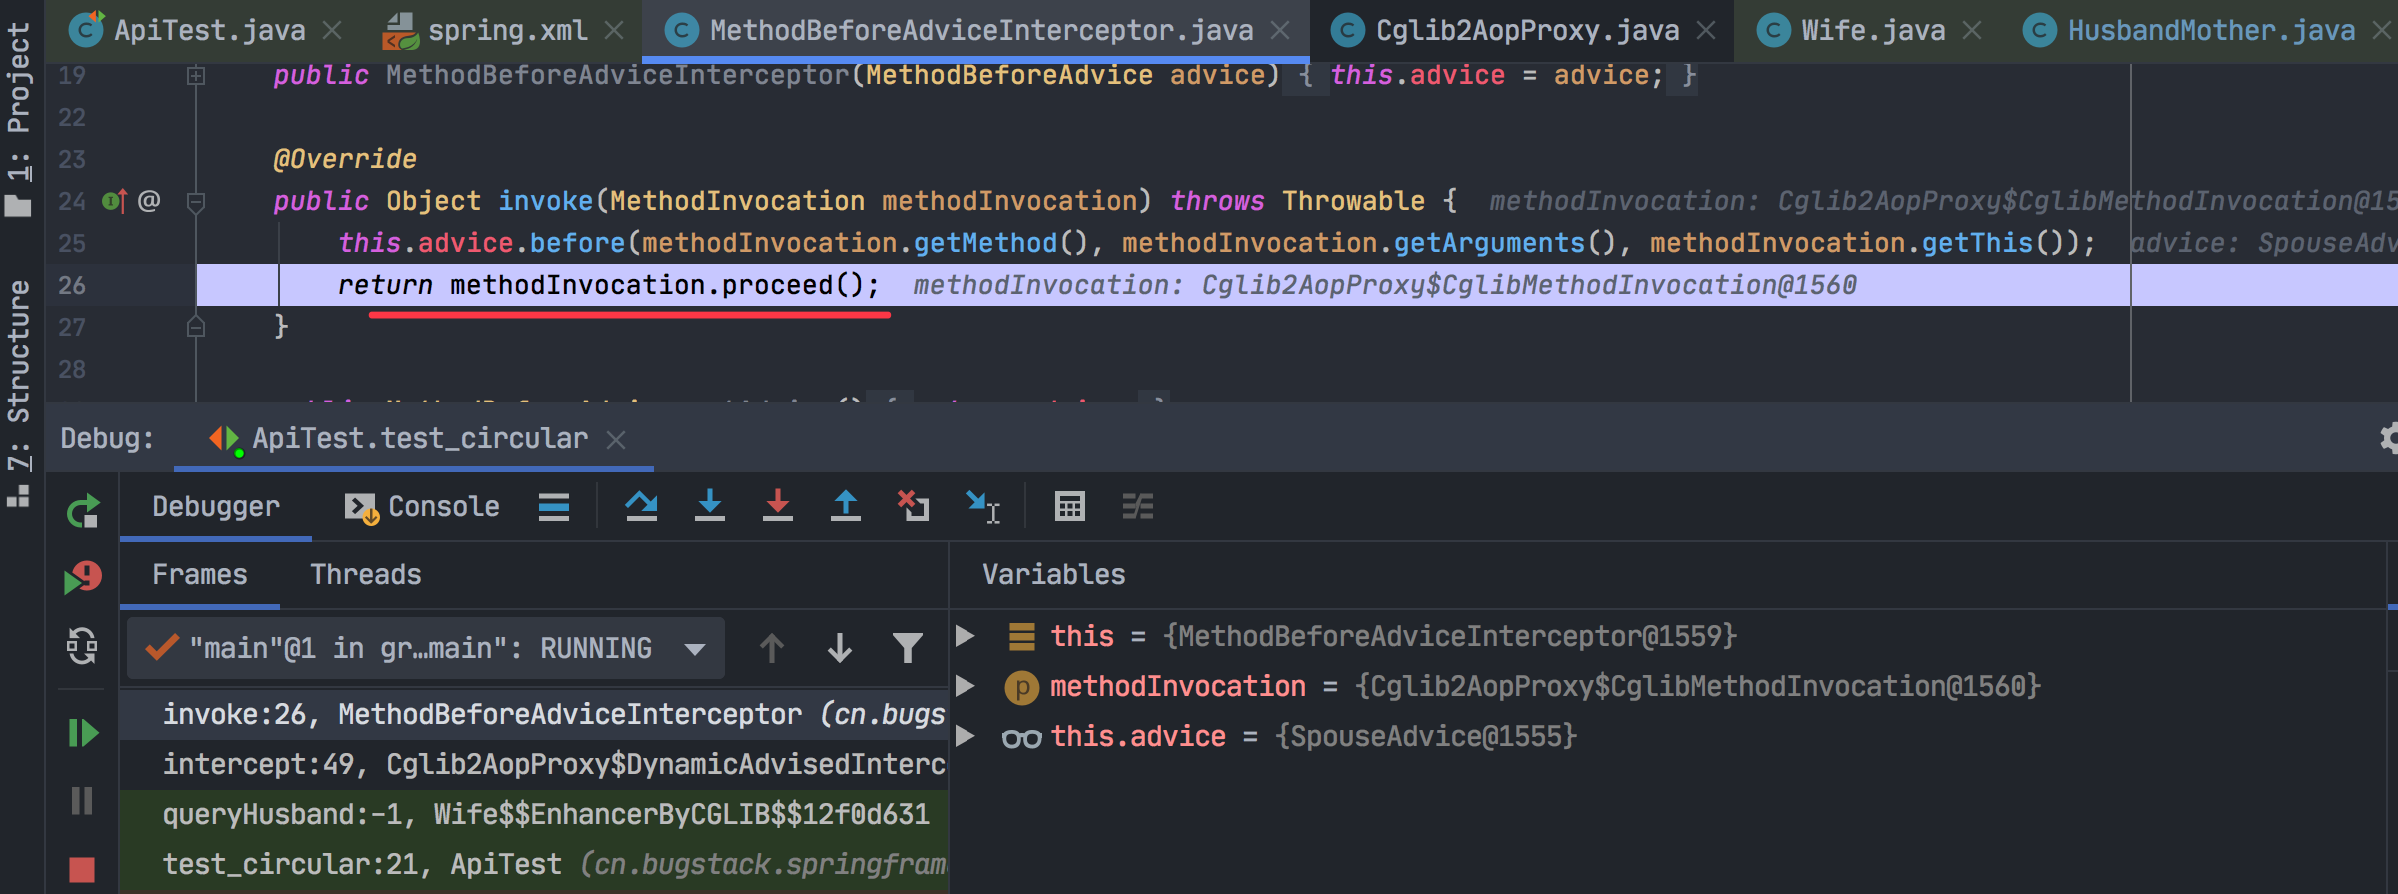 ApiTest.java spring.xml MethodBeforeAdviceInterceptor.java Cglib2AopProxy.java Wife.java HusbandMother.java
1: Project
7: Structure
19 public MethodBeforeAdviceInterceptor(MethodBeforeAdvice advice) { this.advice = advice; }
22
23 @Override
24 @ public Object invoke(MethodInvocation methodInvocation) throws Throwable { methodInvocation: Cglib2AopProxy$CglibMethodInvocation@15
25 this.advice.before(methodInvocation.getMethod(), methodInvocation.getArguments(), methodInvocation.getThis()); advice: SpouseAdv
26 return methodInvocation.proceed(); methodInvocation: Cglib2AopProxy$CglibMethodInvocation@1560
27 }
28
Debug: ApiTest.test_circular
Debugger Console
Frames Threads Variables
"main"@1 in gr…main": RUNNING
invoke:26, MethodBeforeAdviceInterceptor (cn.bugs
intercept:49, Cglib2AopProxy$DynamicAdvisedInterc
queryHusband:-1, Wife$$EnhancerByCGLIB$$12f0d631
test_circular:21, ApiTest (cn.bugstack.springfram
this = {MethodBeforeAdviceInterceptor@1559}
methodInvocation = {Cglib2AopProxy$CglibMethodInvocation@1560}
this.advice = {SpouseAdvice@1555}